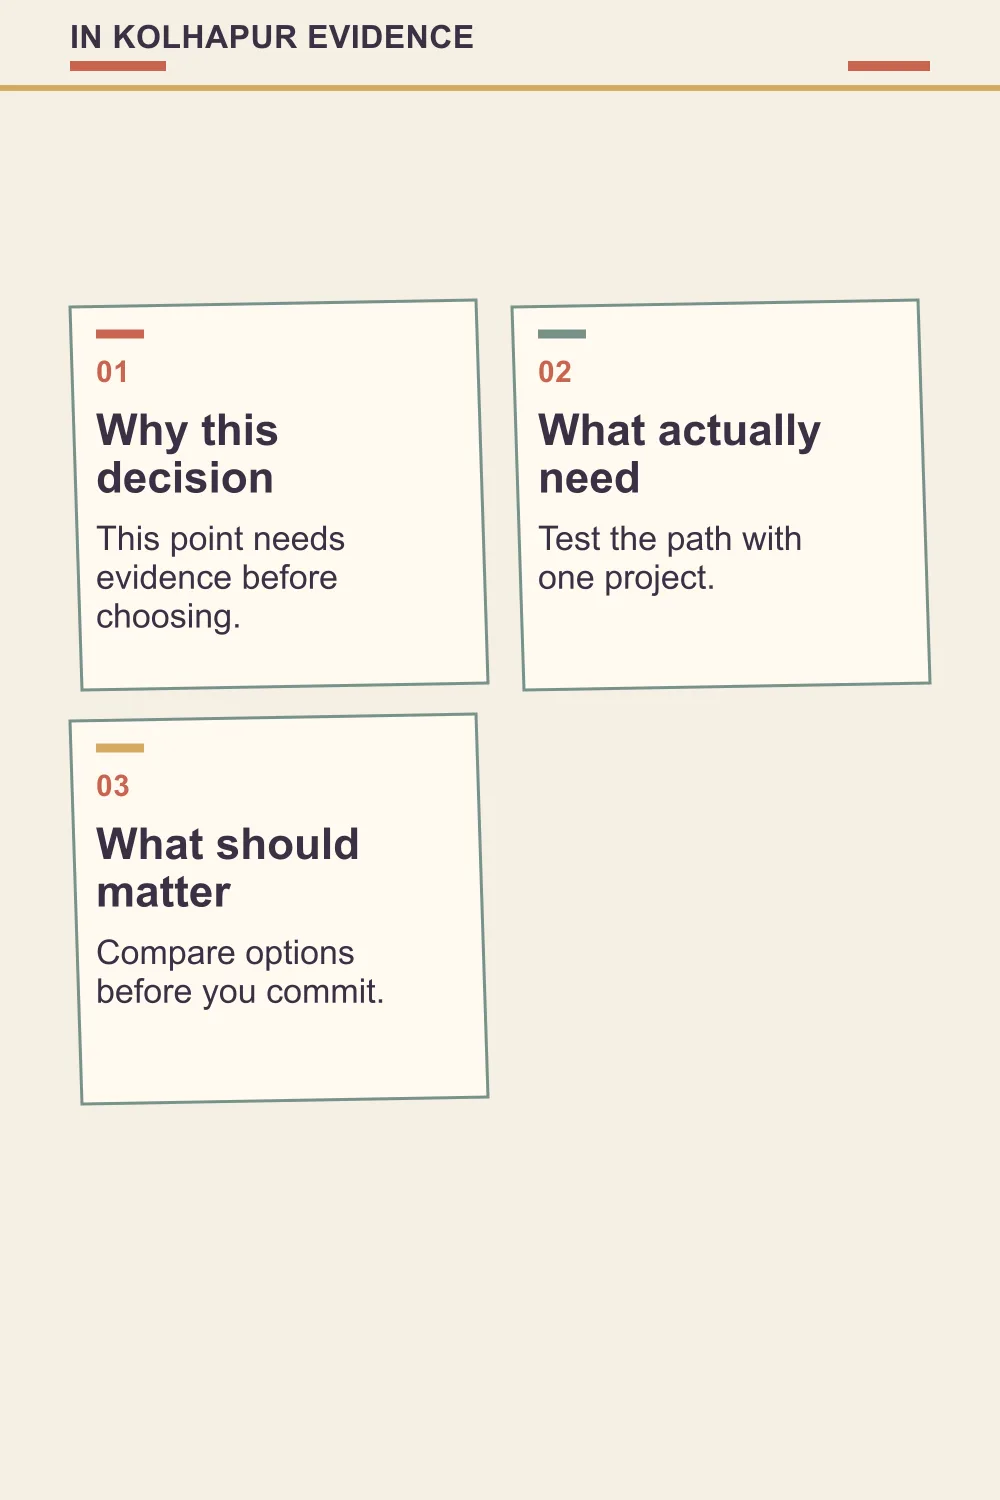 IN KOLHAPUR EVIDENCE
01
Why this
decision
This point needs
evidence before
choosing.
02
What actually
need
Test the path with
one project.
03
What should
matter
Compare options
before you commit.